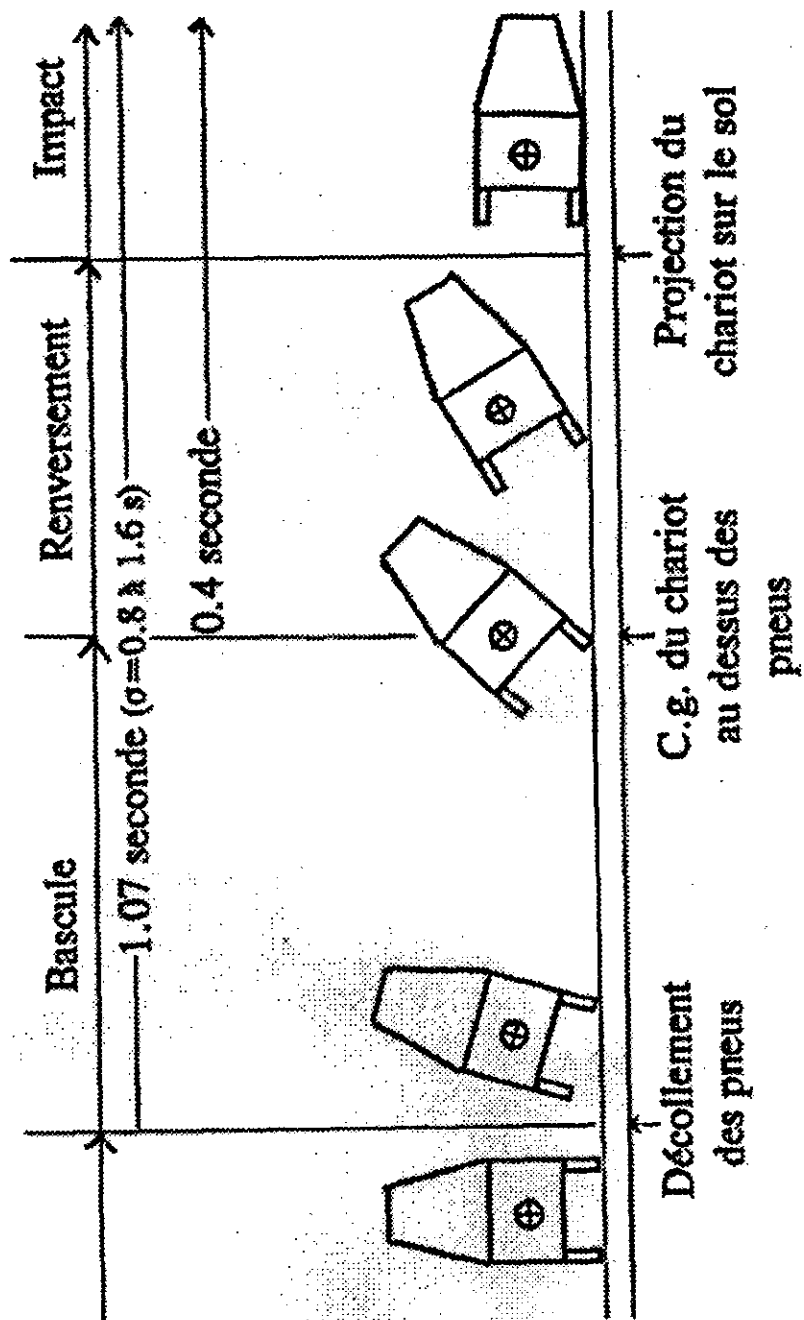 Bascule
Renversement
Impact
1.07 seconde (σ=0.8 à 1.6 s)
0.4 seconde
Décollement
des pneus
C.g. du chariot
au dessus des
pneus
Projection du
chariot sur le sol